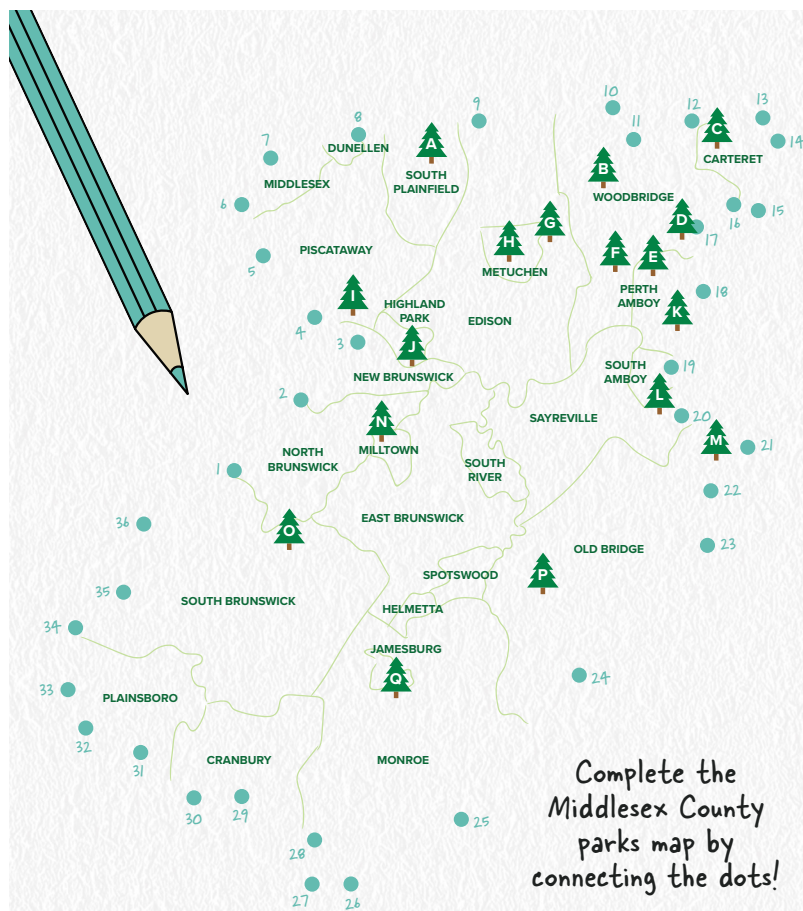 10
9
13
12
8
11
7
14
A
C
DUNELLEN
CARTERET
B
SOUTH
PLAINFIELD
MIDDLESEX
WOODBRIDGE
6
15
16
G
D
17
H
F
E
PISCATAWAY
5
METUCHEN
PERTH
AMBOY
18
I
HIGHLAND
PARK
K
EDISON
4
3
J
SOUTH
AMBOY
19
NEW BRUNSWICK
2
L
20
N
SAYREVILLE
M
21
MILLTOWN
NORTH
BRUNSWICK
1
SOUTH
RIVER
22
36
EAST BRUNSWICK
O
23
OLD BRIDGE
P
SPOTSWOOD
35
SOUTH BRUNSWICK
HELMETTA
34
JAMESBURG
Q
24
33
PLAINSBORO
32
31
CRANBURY
MONROE
30
29
25
28
27
26
Complete the
Middlesex County
parks map by
connecting the dots!